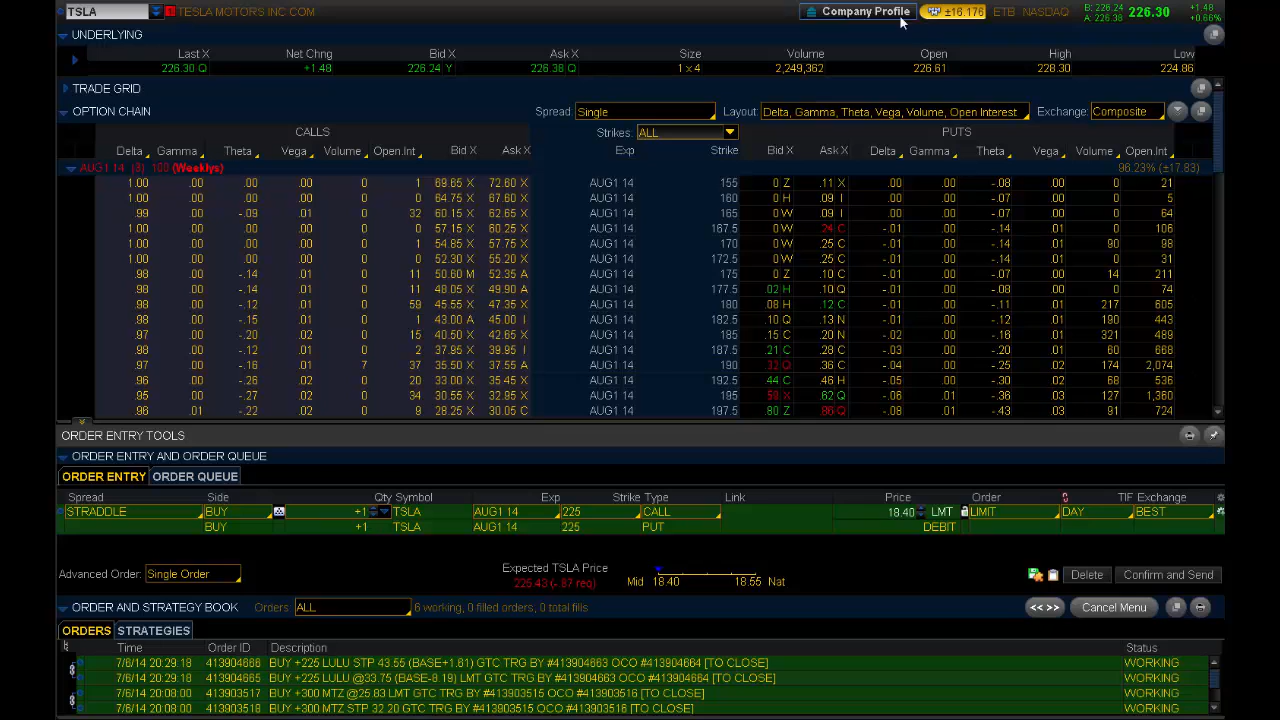 TSLA TESLA MOTORS INC COM Company Profile ±16.176 ETB NASDAQ B: 226.24 A: 226.38 226.30 +1.48 +0.66%
UNDERLYING
Last X Net Chng Bid X Ask X Size Volume Open High Low
226.30 Q +1.48 226.24 Y 226.38 Q 1 x 4 2,249,362 226.61 228.30 224.86
TRADE GRID
OPTION CHAIN Spread: Single Layout: Delta, Gamma, Theta, Vega, Volume, Open Interest Exchange: Composite
CALLS Strikes: ALL PUTS
Delta Gamma Theta Vega Volume Open.Int Bid X Ask X Exp Strike Bid X Ask X Delta Gamma Theta Vega Volume Open.Int
AUG1 14 (3) 100 (Weeklys) 96.23% (±17.83)
1.00 .00 .00 .00 0 1 69.65 X 72.60 X AUG1 14 155 0 Z .11 X .00 .00 -.08 .00 0 21
1.00 .00 .00 .00 0 0 64.75 X 67.60 X AUG1 14 160 0 H .09 I .00 .00 -.07 .00 0 5
.99 .00 -.09 .01 0 32 60.15 X 62.65 X AUG1 14 165 0 W .09 I .00 .00 -.07 .00 0 64
1.00 .00 .00 .00 0 0 57.15 X 60.25 X AUG1 14 167.5 0 W .24 C -.01 .00 -.14 .01 0 106
1.00 .00 .00 .00 0 0 54.85 X 57.75 X AUG1 14 170 0 W .25 C -.01 .00 -.14 .01 90 98
1.00 .00 .00 .00 0 0 52.30 X 55.20 X AUG1 14 172.5 0 W .25 C -.01 .00 -.14 .01 0 31
.98 .00 -.14 .01 0 11 50.60 M 52.35 A AUG1 14 175 0 Z .10 C -.01 .00 -.07 .00 14 211
.98 .00 -.14 .01 0 11 48.05 X 49.90 A AUG1 14 177.5 .02 H .10 Q -.01 .00 -.08 .00 0 74
.98 .00 -.12 .01 0 59 45.55 X 47.35 X AUG1 14 180 .08 H .12 C -.01 .00 -.11 .01 217 605
.98 .00 -.15 .01 0 1 43.00 A 45.00 I AUG1 14 182.5 .10 Q .13 N -.01 .00 -.12 .01 190 443
.97 .00 -.20 .02 0 15 40.50 X 42.65 X AUG1 14 185 .15 C .20 N -.02 .00 -.16 .01 321 489
.98 .00 -.12 .01 0 2 37.95 X 39.95 I AUG1 14 187.5 .21 C .28 C -.03 .00 -.20 .01 60 668
.97 .00 -.16 .01 7 37 35.50 X 37.55 A AUG1 14 190 .32 Q .36 C -.04 .00 -.25 .02 174 2,074
.96 .00 -.26 .02 0 20 33.00 X 35.45 X AUG1 14 192.5 .44 C .46 H -.05 .00 -.30 .02 68 536
.95 .00 -.27 .02 0 34 30.55 X 32.95 X AUG1 14 195 .59 X .62 Q -.06 .01 -.36 .03 127 1,360
.96 .01 -.22 .02 0 9 28.25 X 30.05 C AUG1 14 197.5 .80 Z .86 Q -.08 .01 -.43 .03 91 724
ORDER ENTRY TOOLS
ORDER ENTRY AND ORDER QUEUE
ORDER ENTRY ORDER QUEUE
Spread Side Qty Symbol Exp Strike Type Link Price Order TIF Exchange
STRADDLE BUY +1 TSLA AUG1 14 225 CALL 18.40 LMT LIMIT DAY BEST
BUY +1 TSLA AUG1 14 225 PUT DEBIT
Advanced Order: Single Order Expected TSLA Price 225.43 (-.87 req) Mid 18.40 18.55 Nat Delete Confirm and Send
ORDER AND STRATEGY BOOK Orders: ALL 6 working, 0 filled orders, 0 total fills << >> Cancel Menu
ORDERS STRATEGIES
Time Order ID Description Status
7/6/14 20:29:18 413904666 BUY +225 LULU STP 43.55 (BASE+1.61) GTC TRG BY #413904663 OCO #413904664 [TO CLOSE] WORKING
7/6/14 20:29:18 413904665 BUY +225 LULU @33.75 (BASE-8.19) LMT GTC TRG BY #413904663 OCO #413904664 [TO CLOSE] WORKING
7/6/14 20:08:00 413903517 BUY +300 MTZ @25.83 LMT GTC TRG BY #413903515 OCO #413903516 [TO CLOSE] WORKING
7/6/14 20:08:00 413903518 BUY +300 MTZ STP 32.20 GTC TRG BY #413903515 OCO #413903516 [TO CLOSE] WORKING